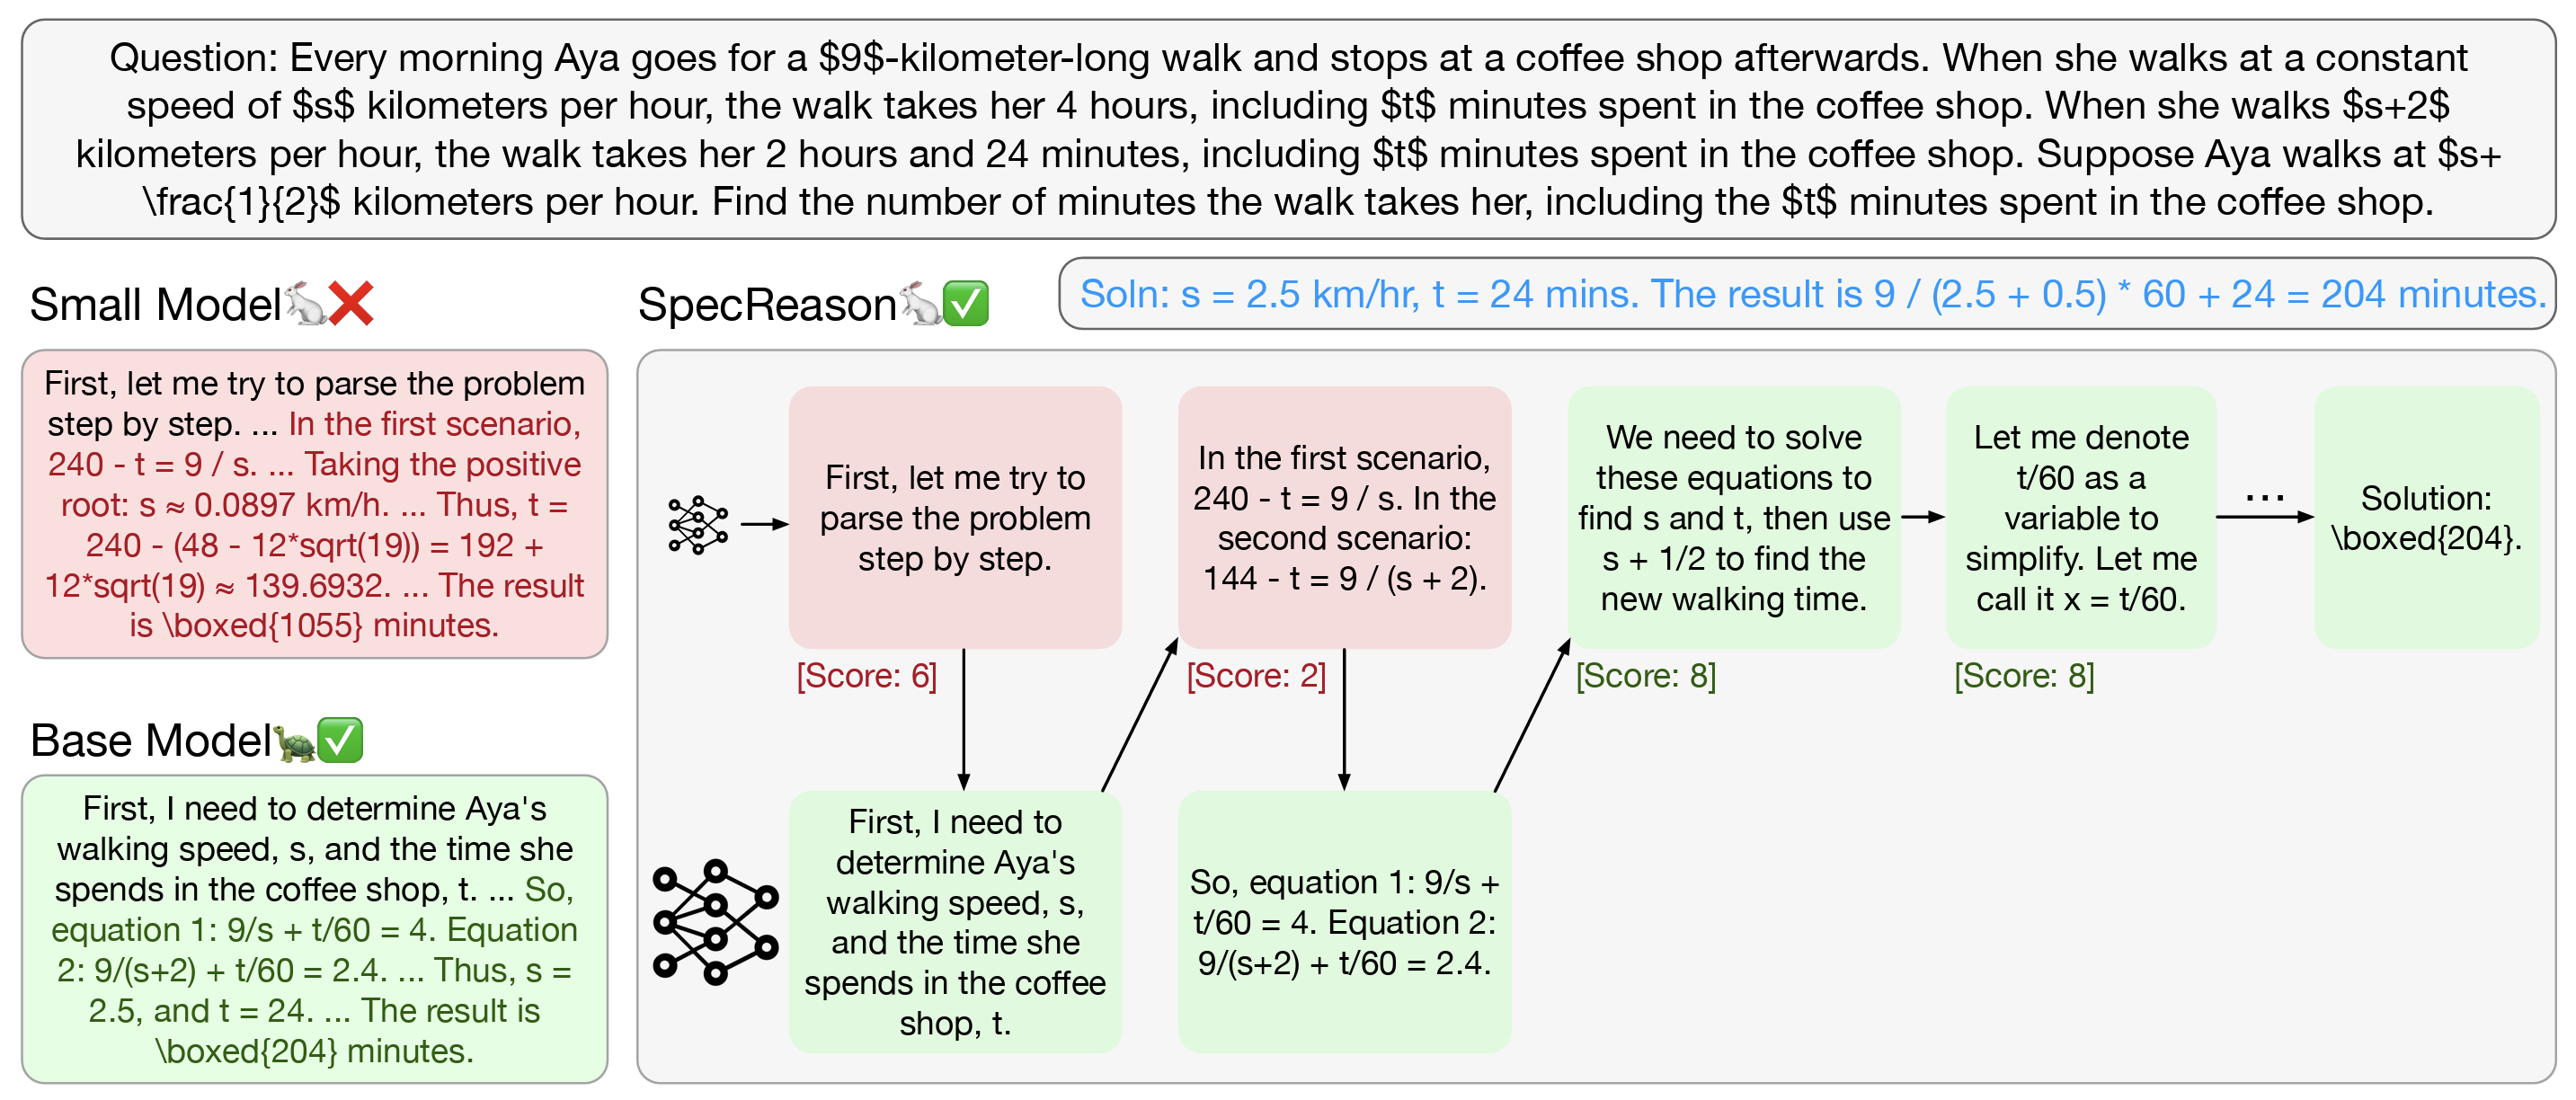 Question: Every morning Aya goes for a $9$-kilometer-long walk and stops at a coffee shop afterwards. When she walks at a constant
speed of $s$ kilometers per hour, the walk takes her 4 hours, including $t$ minutes spent in the coffee shop. When she walks $s+2$
kilometers per hour, the walk takes her 2 hours and 24 minutes, including $t$ minutes spent in the coffee shop. Suppose Aya walks at $s+
\frac{1}{2}$ kilometers per hour. Find the number of minutes the walk takes her, including the $t$ minutes spent in the coffee shop.
Small Model
First, let me try to parse the problem
step by step. ... In the first scenario,
240 - t = 9 / s. ... Taking the positive
root: s ≈ 0.0897 km/h. ... Thus, t =
240 - (48 - 12*sqrt(19)) = 192 +
12*sqrt(19) ≈ 139.6932. ... The result
is \boxed{1055} minutes.
Base Model
First, I need to determine Aya's
walking speed, s, and the time she
spends in the coffee shop, t. ... So,
equation 1: 9/s + t/60 = 4. Equation
2: 9/(s+2) + t/60 = 2.4. ... Thus, s =
2.5, and t = 24. ... The result is
\boxed{204} minutes.
SpecReason
Soln: s = 2.5 km/hr, t = 24 mins. The result is 9 / (2.5 + 0.5) * 60 + 24 = 204 minutes.
First, let me try to
parse the problem
step by step.
[Score: 6]
First, I need to
determine Aya's
walking speed, s,
and the time she
spends in the coffee
shop, t.
In the first scenario,
240 - t = 9 / s. In the
second scenario:
144 - t = 9 / (s + 2).
[Score: 2]
So, equation 1: 9/s +
t/60 = 4. Equation 2:
9/(s+2) + t/60 = 2.4.
We need to solve
these equations to
find s and t, then use
s + 1/2 to find the
new walking time.
[Score: 8]
Let me denote
t/60 as a
variable to
simplify. Let me
call it x = t/60.
[Score: 8]
...
Solution:
\boxed{204}.